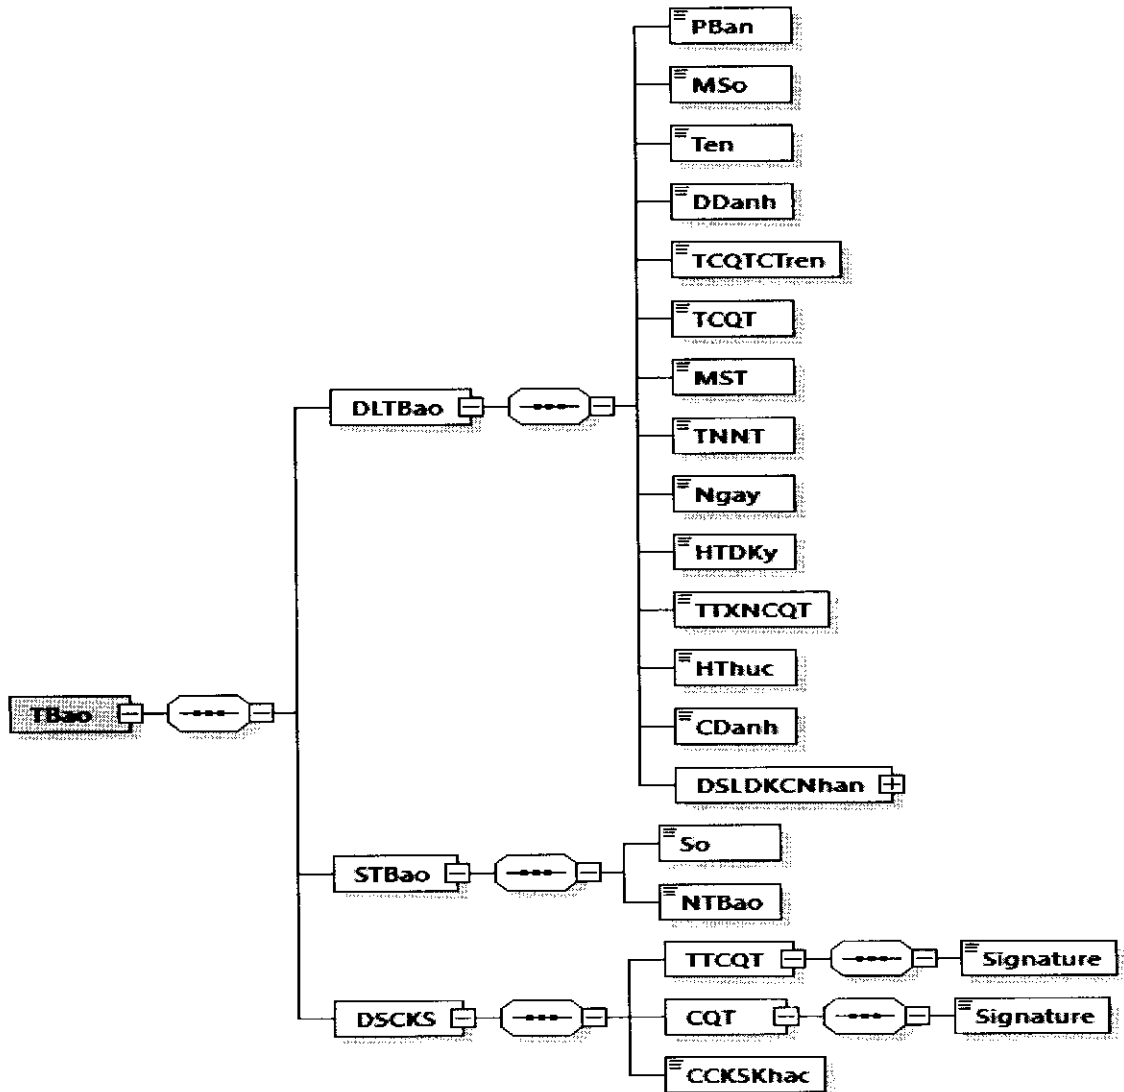 PBan
MSo
Ten
DDanh
TCQTCTren
TCQT
MST
DLTBao
TNNT
Ngay
HTDKy
TTXNCQT
HThuc
TBao
CDanh
DSLDKCNhan
So
STBao
NTBao
TTCQT
Signature
DSCKS
CQT
Signature
CCKSKhac